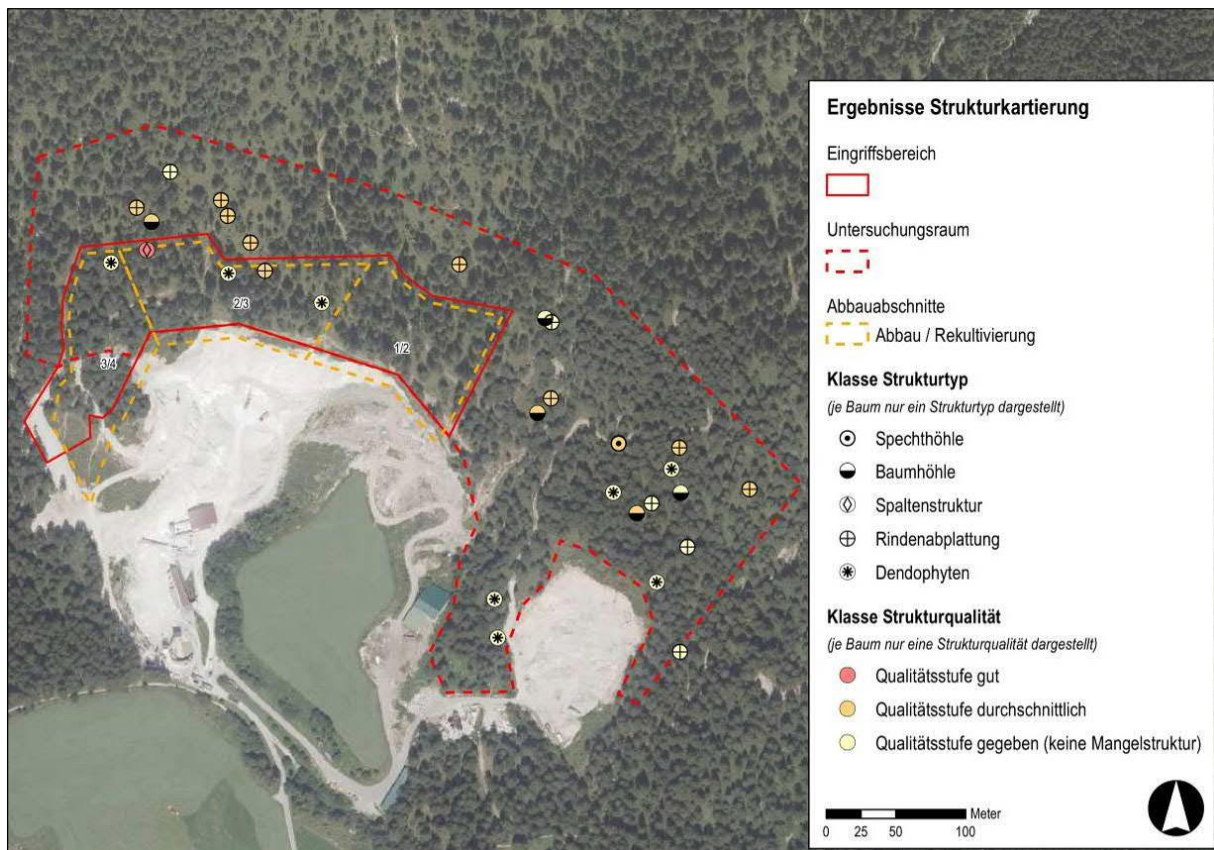 2/3
1/2
3/4
Ergebnisse Strukturkartierung
Eingriffsbereich
Untersuchungsraum
Abbauabschnitte
Abbau / Rekultivierung
Klasse Strukturtyp
(je Baum nur ein Strukturtyp dargestellt)
Spechthöhle
Baumhöhle
Spaltenstruktur
Rindenabplattung
Dendophyten
Klasse Strukturqualität
(je Baum nur eine Strukturqualität dargestellt)
Qualitätsstufe gut
Qualitätsstufe durchschnittlich
Qualitätsstufe gegeben (keine Mangelstruktur)
Meter
0 25 50 100